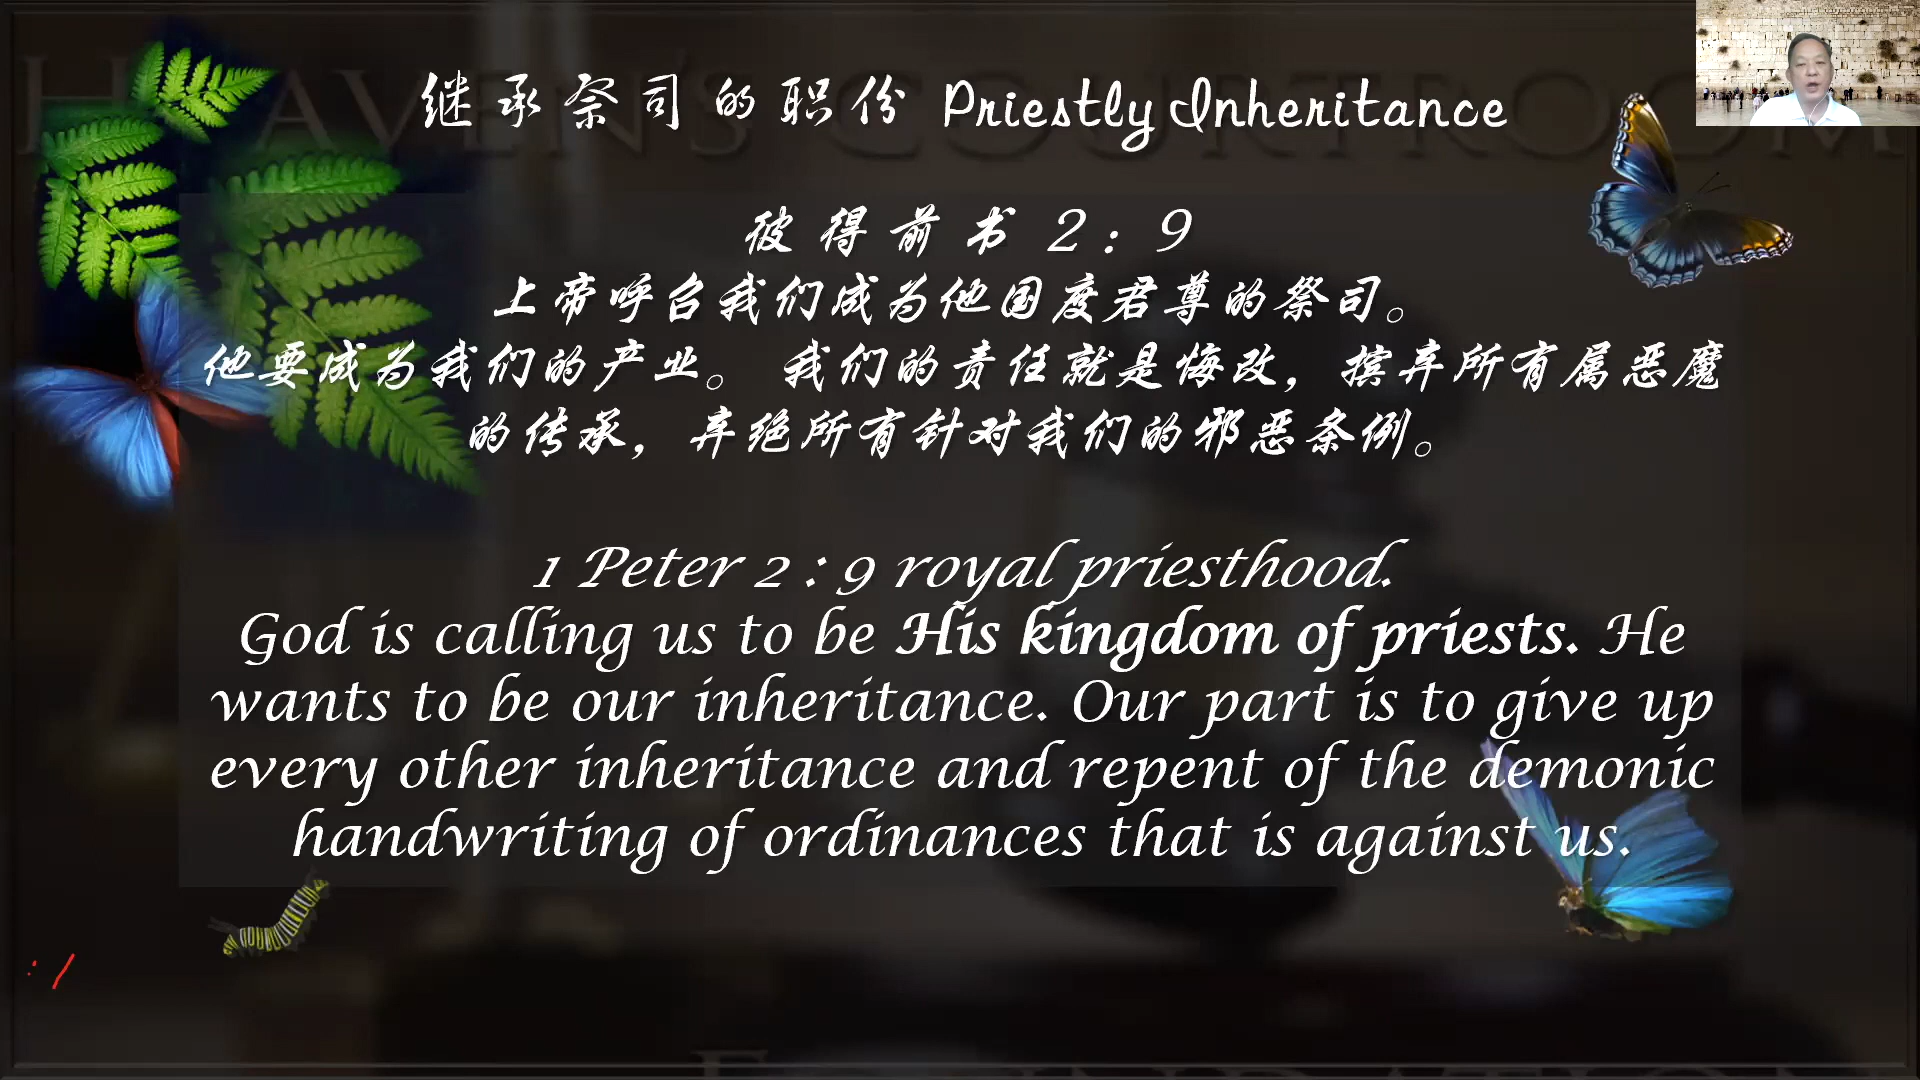 HEAVEN'S COURTROOM
继承祭司的职份 Priestly Inheritance
彼得前书 2：9
上帝呼召我们成为他国度君尊的祭司。
他要成为我们的产业。 我们的责任就是悔改，摈弃所有属恶魔
的传承，弃绝所有针对我们的邪恶条例。
1 Peter 2 : 9 royal priesthood.
God is calling us to be His kingdom of priests. He
wants to be our inheritance. Our part is to give up
every other inheritance and repent of the demonic
handwriting of ordinances that is against us.